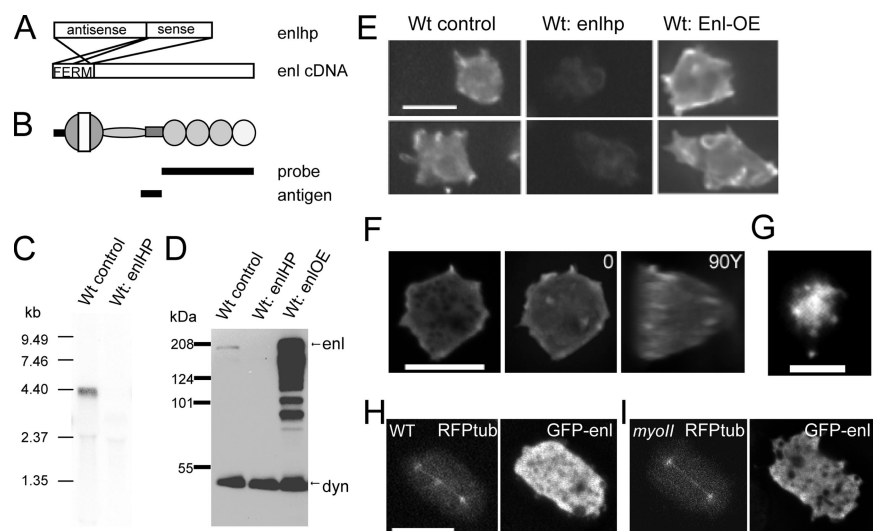 A
antisense
sense
enlhp
FERM
enl cDNA
B
probe
antigen
C
Wt control
Wt: enlHP
kb
9.49
7.46
4.40
2.37
1.35
D
Wt control
Wt: enlHP
Wt: enlOE
kDa
208
124
101
55
←enl
←dyn
E
Wt control
Wt: enlhp
Wt: Enl-OE
F
0
90Y
G
H
WT
RFPtub
GFP-enl
I
myoII
RFPtub
GFP-enl